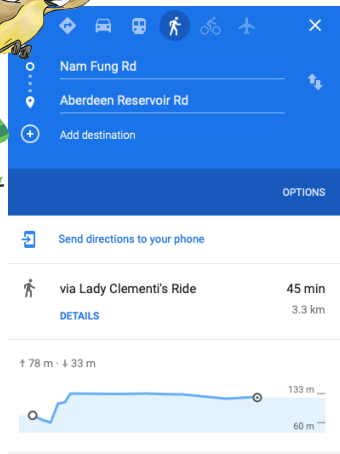 Nam Fung Rd
Aberdeen Reservoir Rd
Add destination
OPTIONS
Send directions to your phone
via Lady Clementi's Ride 45 min
DETAILS 3.3 km
↑ 78 m · ↓ 33 m
133 m
60 m